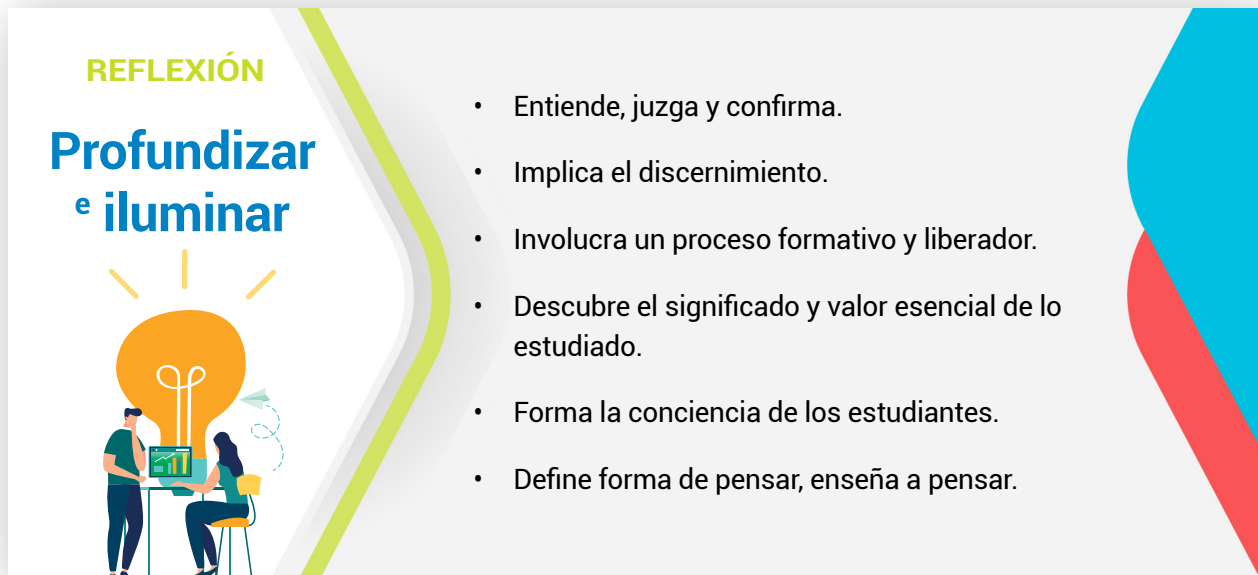 REFLEXIÓN
Profundizar
e iluminar
• Entiende, juzga y confirma.
• Implica el discernimiento.
• Involucra un proceso formativo y liberador.
• Descubre el significado y valor esencial de lo
estudiado.
• Forma la conciencia de los estudiantes.
• Define forma de pensar, enseña a pensar.